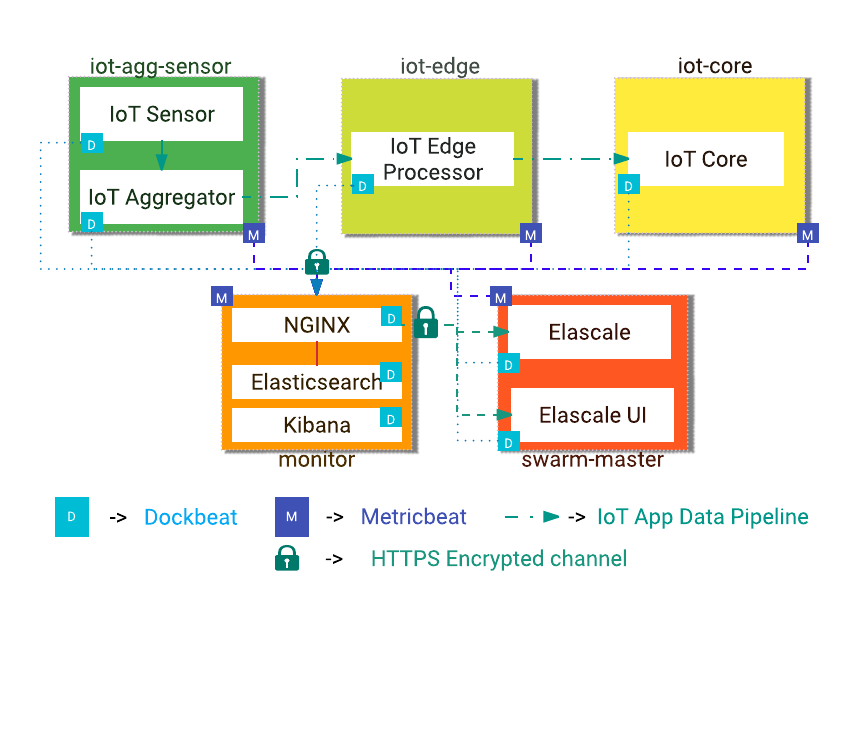 iot-agg-sensor
iot-edge
iot-core
IoT Sensor
D
IoT Aggregator
D
M
IoT Edge
Processor
D
M
IoT Core
D
M
M
NGINX
D
Elasticsearch
D
Kibana
D
monitor
M
Elascale
D
Elascale UI
D
swarm-master
D -> Dockbeat
M -> Metricbeat
-> IoT App Data Pipeline
-> HTTPS Encrypted channel